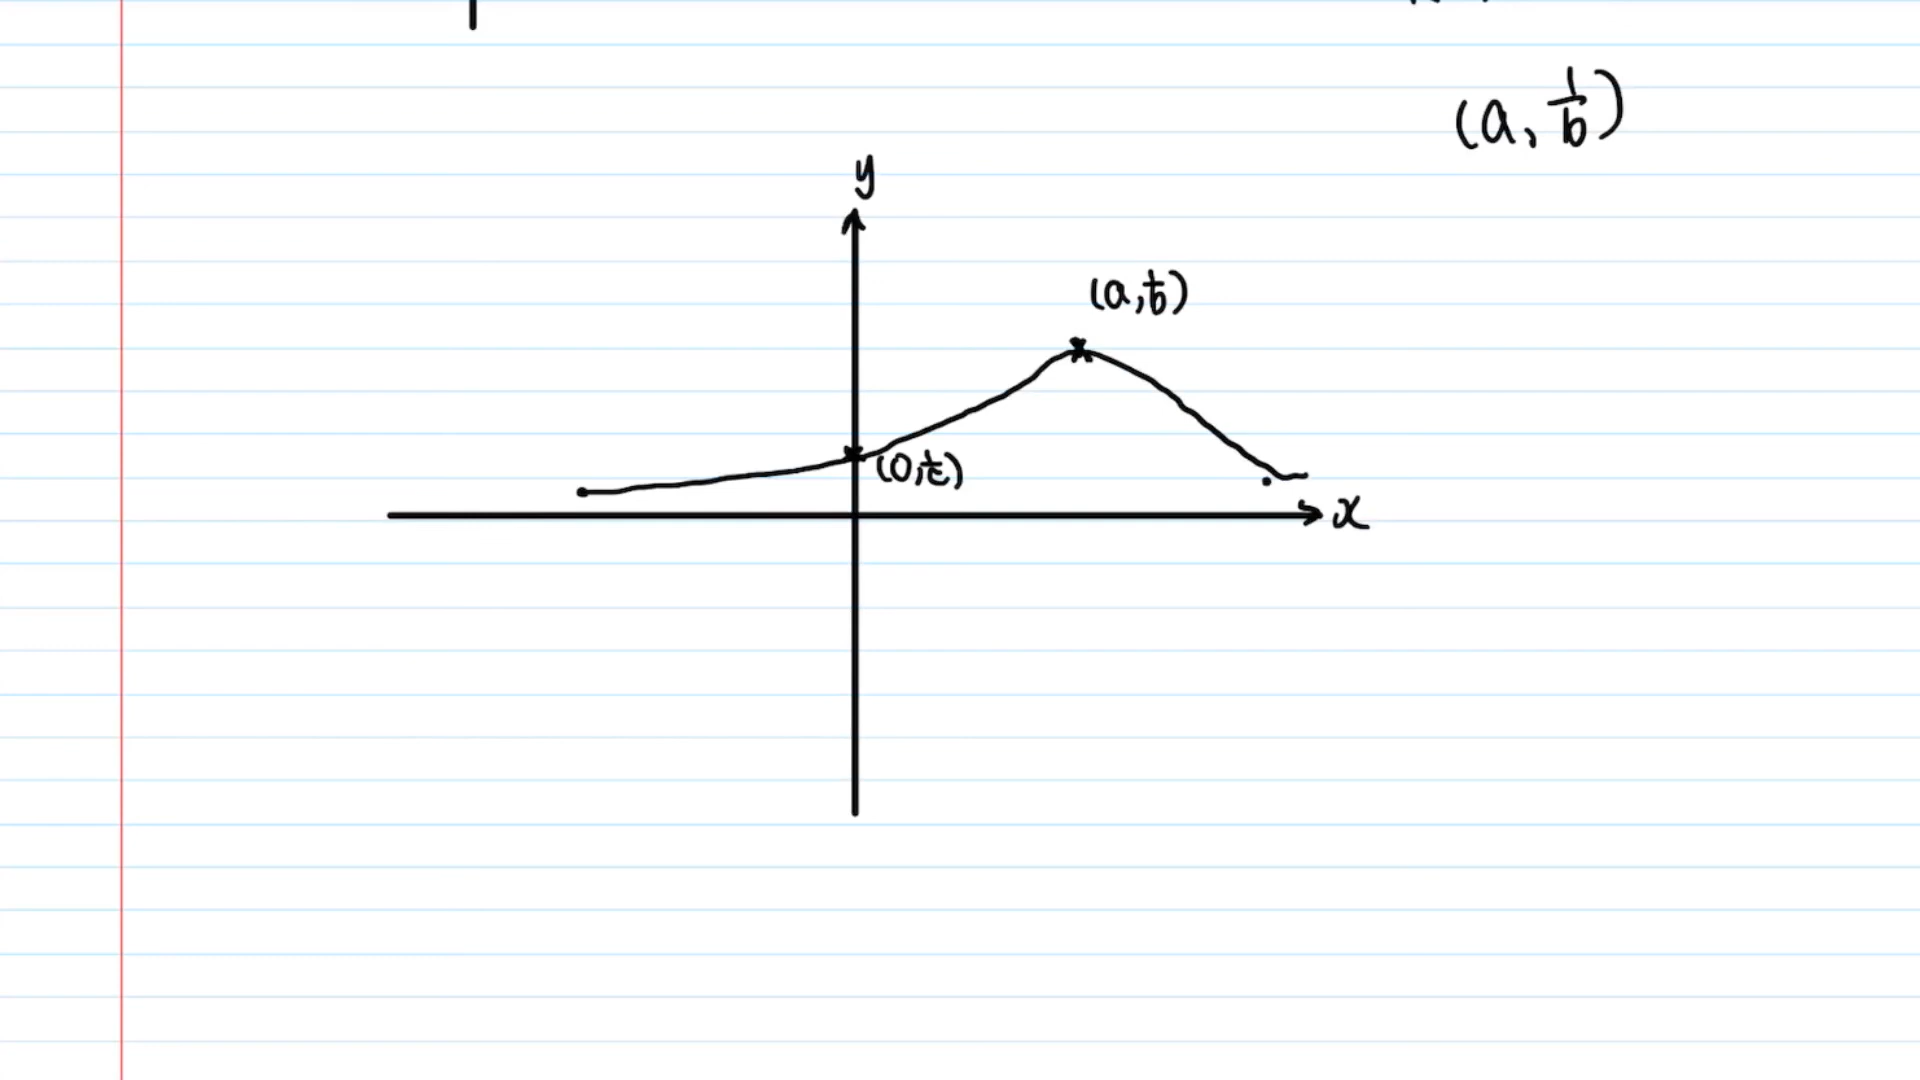 (a, 1/b)
y
(a, 1/b)
(0, 1/c)
x